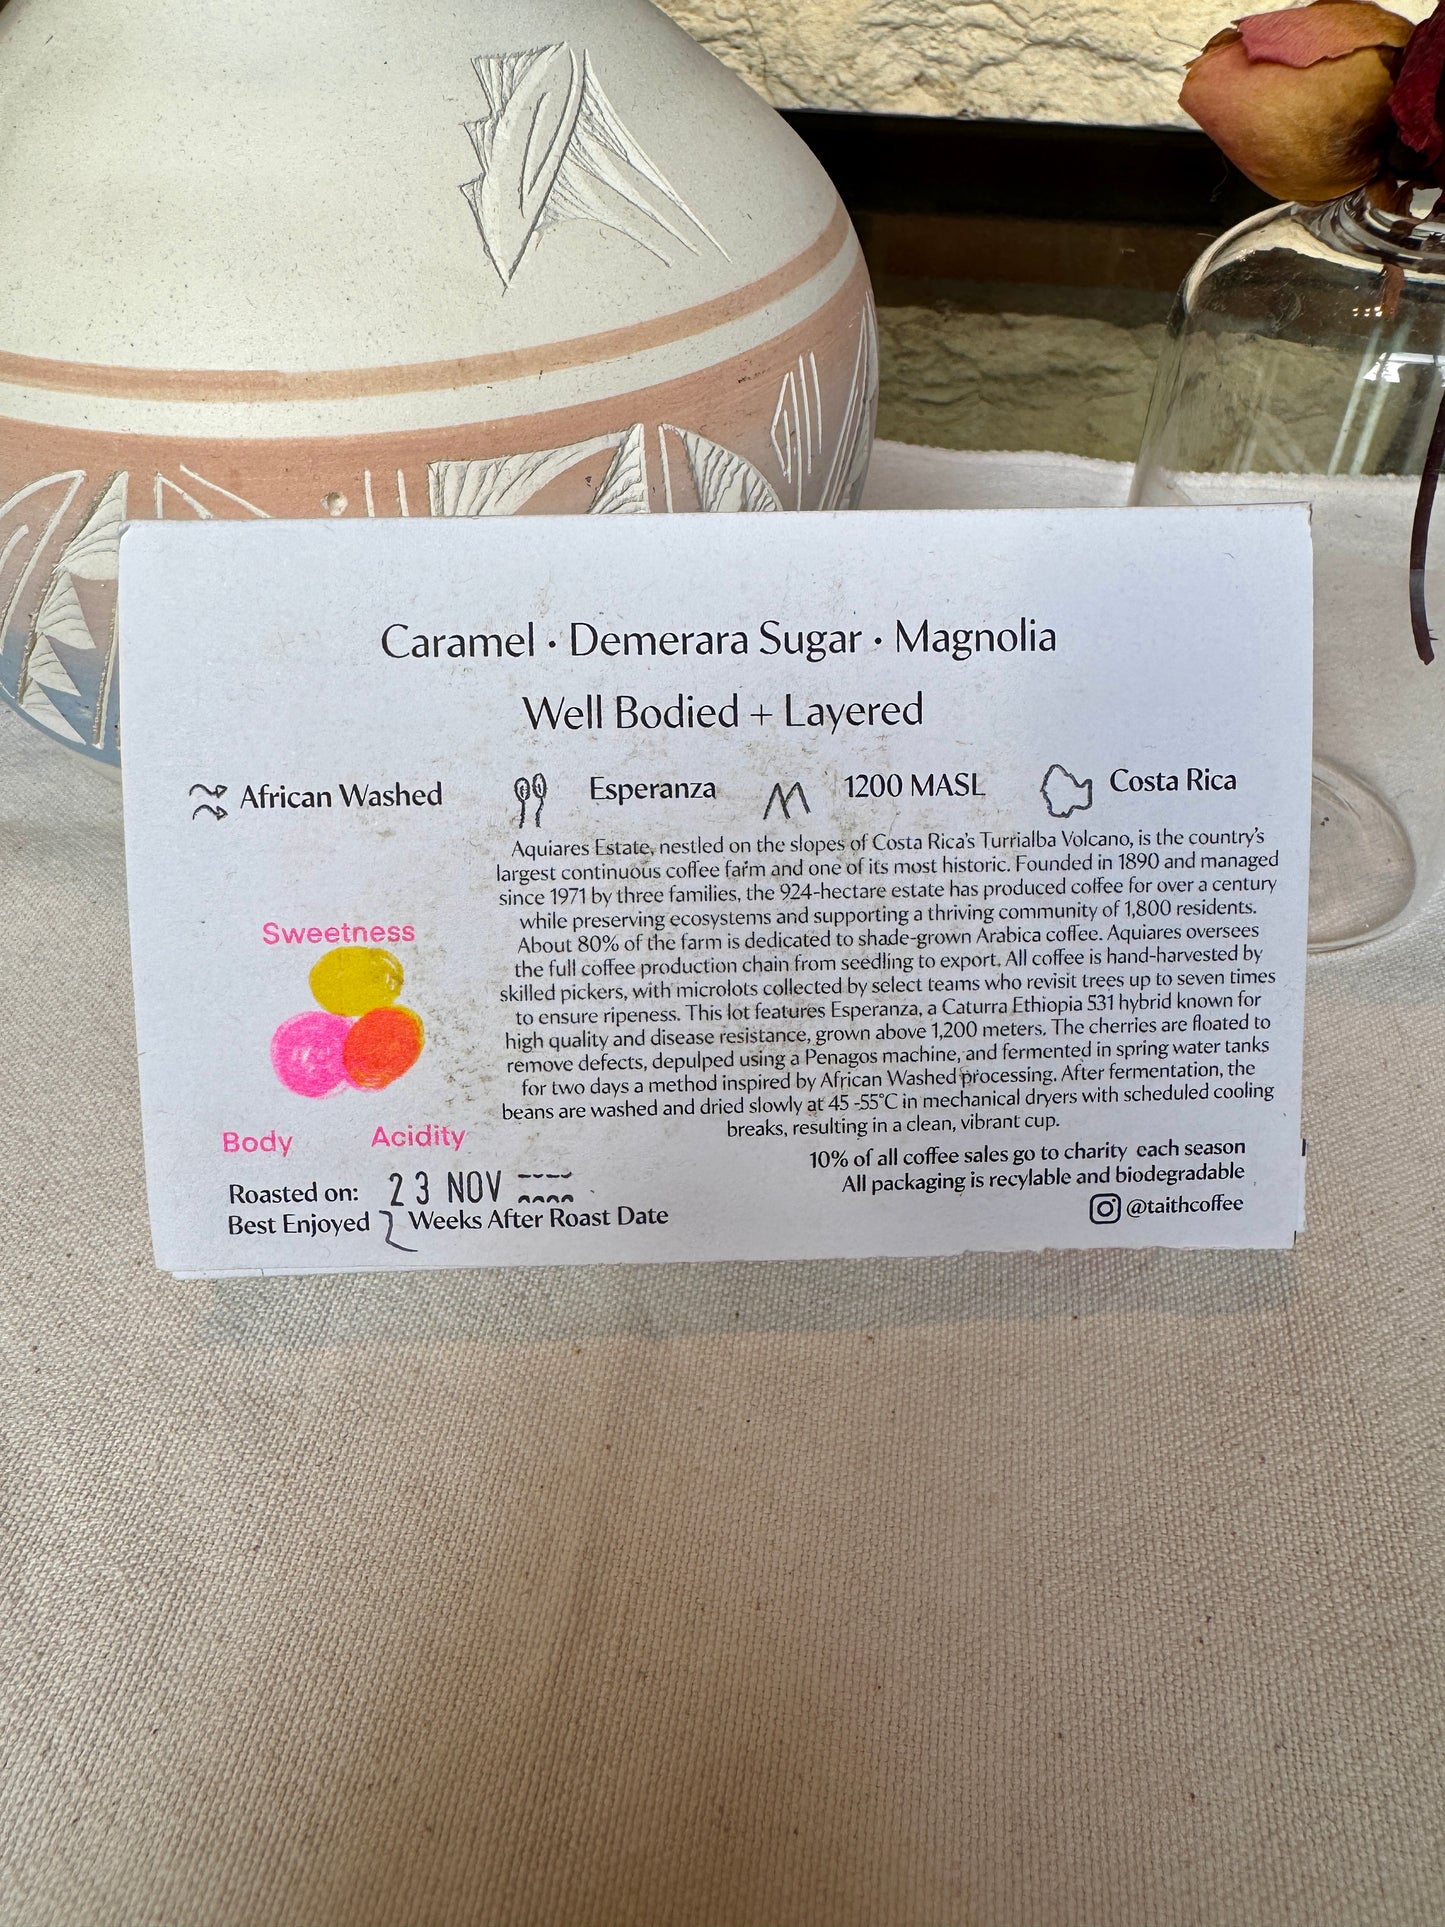 Caramel · Demerara Sugar · Magnolia
Well Bodied + Layered
African Washed Esperanza 1200 MASL Costa Rica
Aquiares Estate, nestled on the slopes of Costa Rica's Turrialba Volcano, is the country's
largest continuous coffee farm and one of its most historic. Founded in 1890 and managed
since 1971 by three families, the 924-hectare estate has produced coffee for over a century
while preserving ecosystems and supporting a thriving community of 1,800 residents.
About 80% of the farm is dedicated to shade-grown Arabica coffee. Aquiares oversees
the full coffee production chain from seedling to export. All coffee is hand-harvested by
skilled pickers, with microlots collected by select teams who revisit trees up to seven times
to ensure ripeness. This lot features Esperanza, a Caturra Ethiopia 531 hybrid known for
high quality and disease resistance, grown above 1,200 meters. The cherries are floated to
remove defects, depulped using a Penagos machine, and fermented in spring water tanks
for two days a method inspired by African Washed processing. After fermentation, the
beans are washed and dried slowly at 45 -55°C in mechanical dryers with scheduled cooling
breaks, resulting in a clean, vibrant cup.
10% of all coffee sales go to charity each season
All packaging is recylable and biodegradable
@taithcoffee
Sweetness
Body Acidity
Roasted on: 23 NOV
Best Enjoyed 2 Weeks After Roast Date